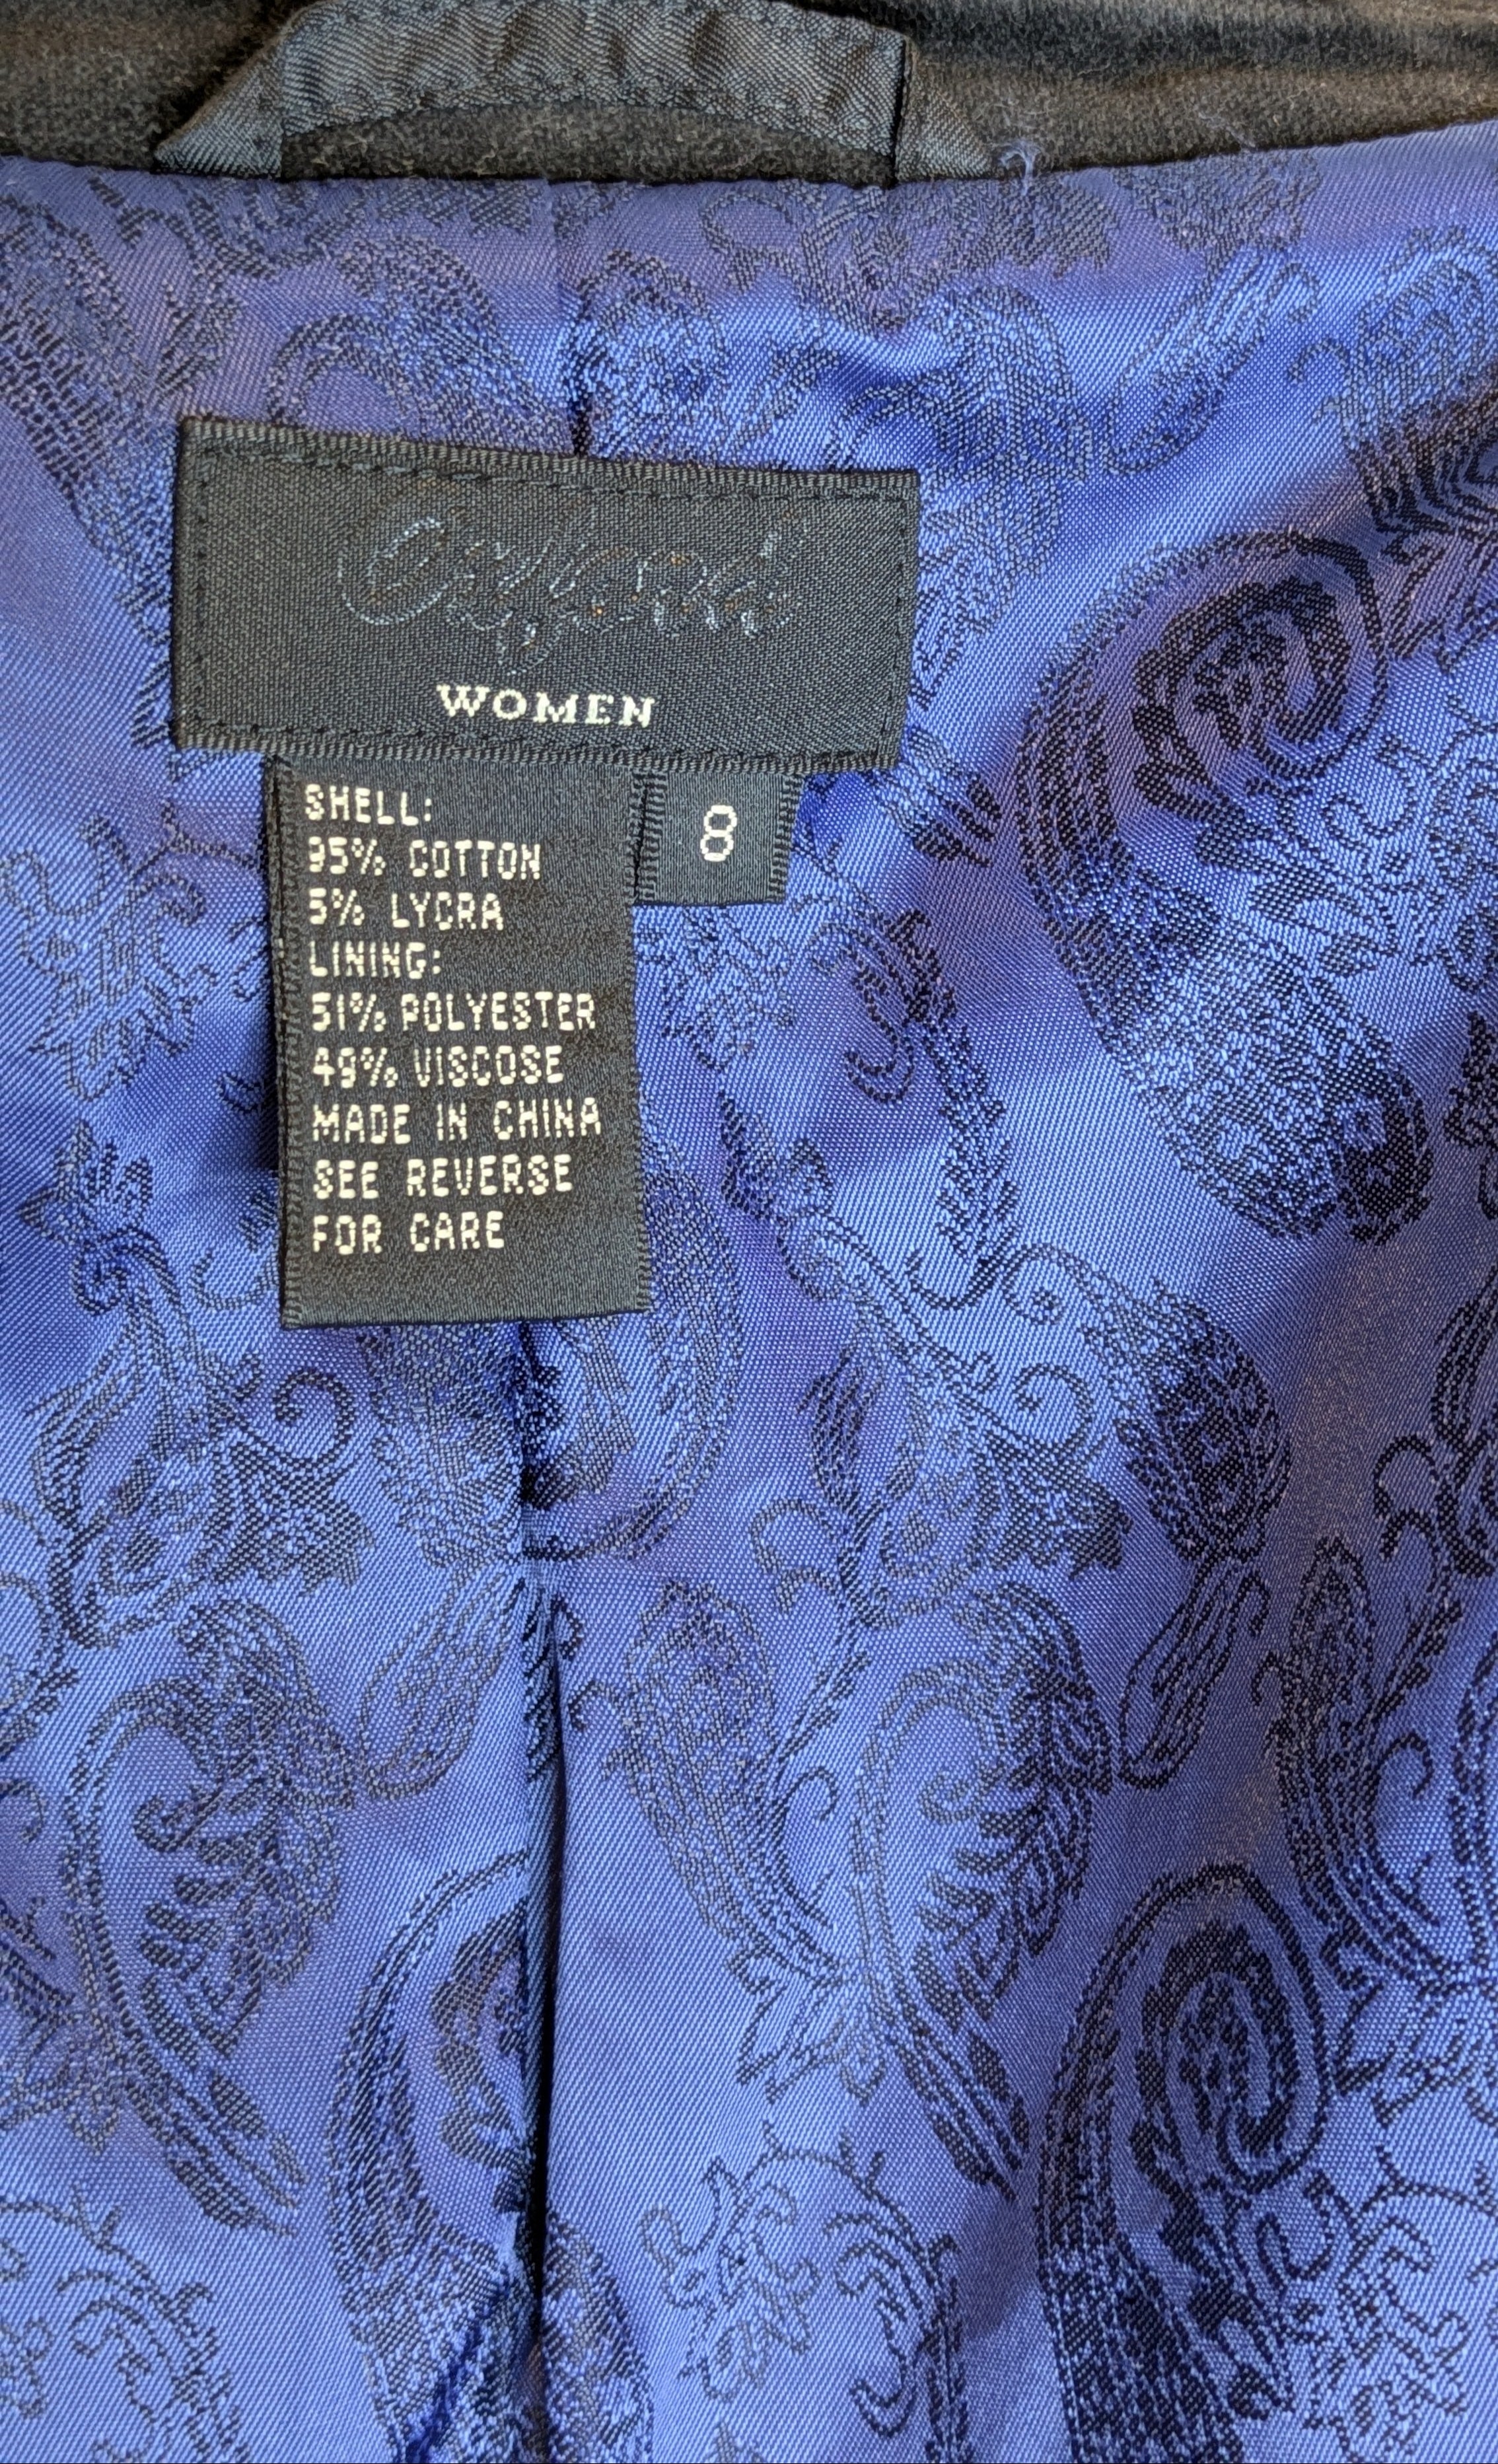 Oxford
WOMEN
8
SHELL:
95% COTTON
5% LYCRA
LINING:
51% POLYESTER
49% VISCOSE
MADE IN CHINA
SEE REVERSE
FOR CARE